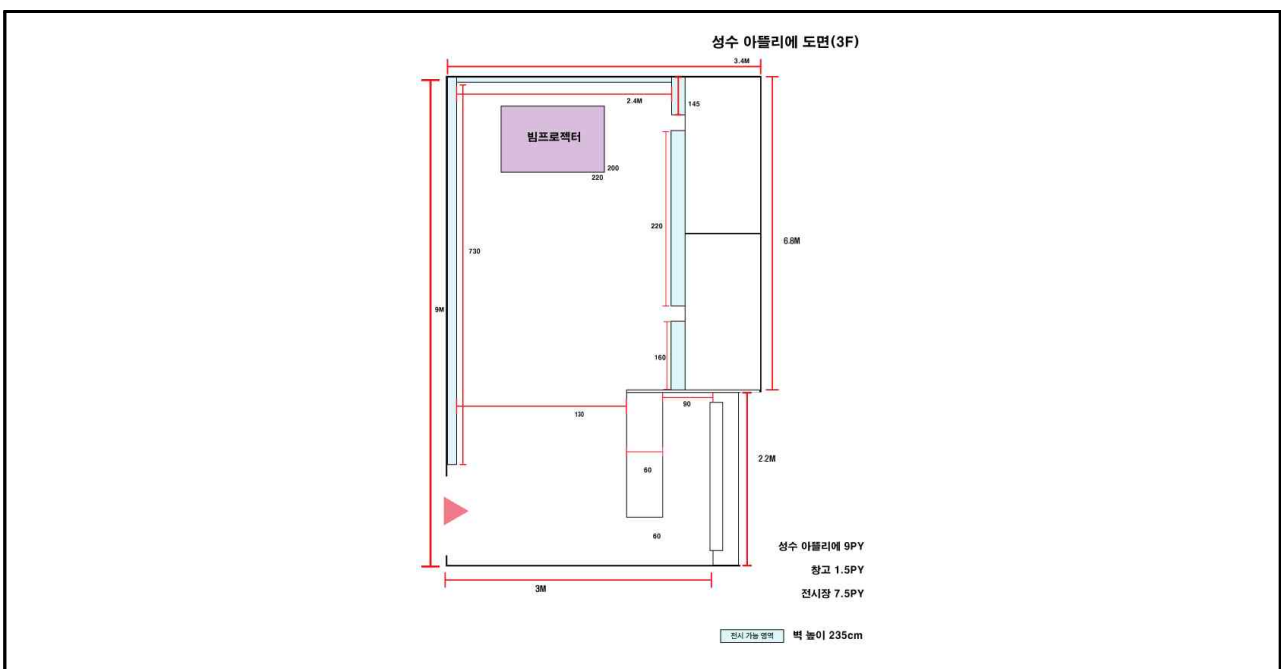 성수 아뜰리에 도면(3F)
3.4M
2.4M
145
빔프로젝터
200
220
220
730
6.8M
9M
160
130
90
60
2.2M
60
성수 아뜰리에 9PY
창고 1.5PY
3M
전시장 7.5PY
전시 가능 영역 벽 높이 235cm